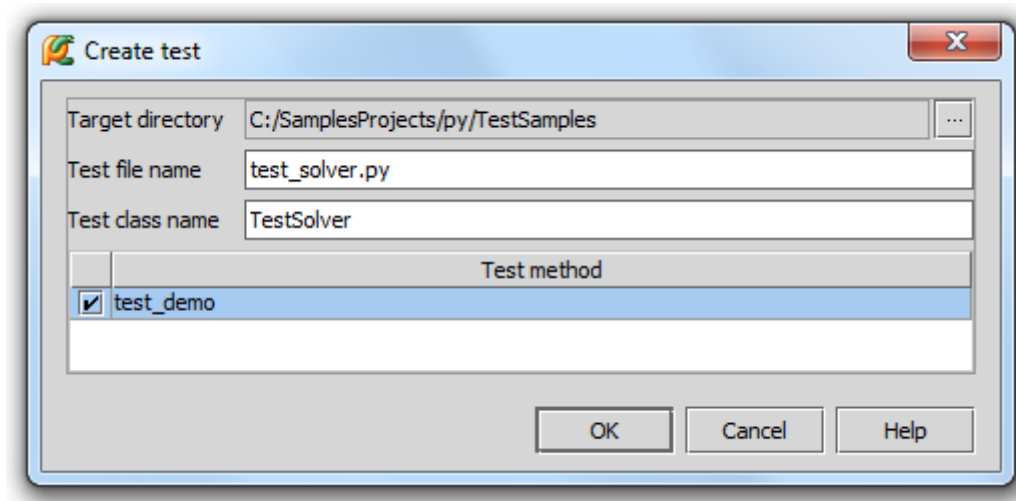 Create test
Target directory C:/SamplesProjects/py/TestSamples ...
Test file name test_solver.py
Test class name TestSolver
Test method
test_demo
OK Cancel Help